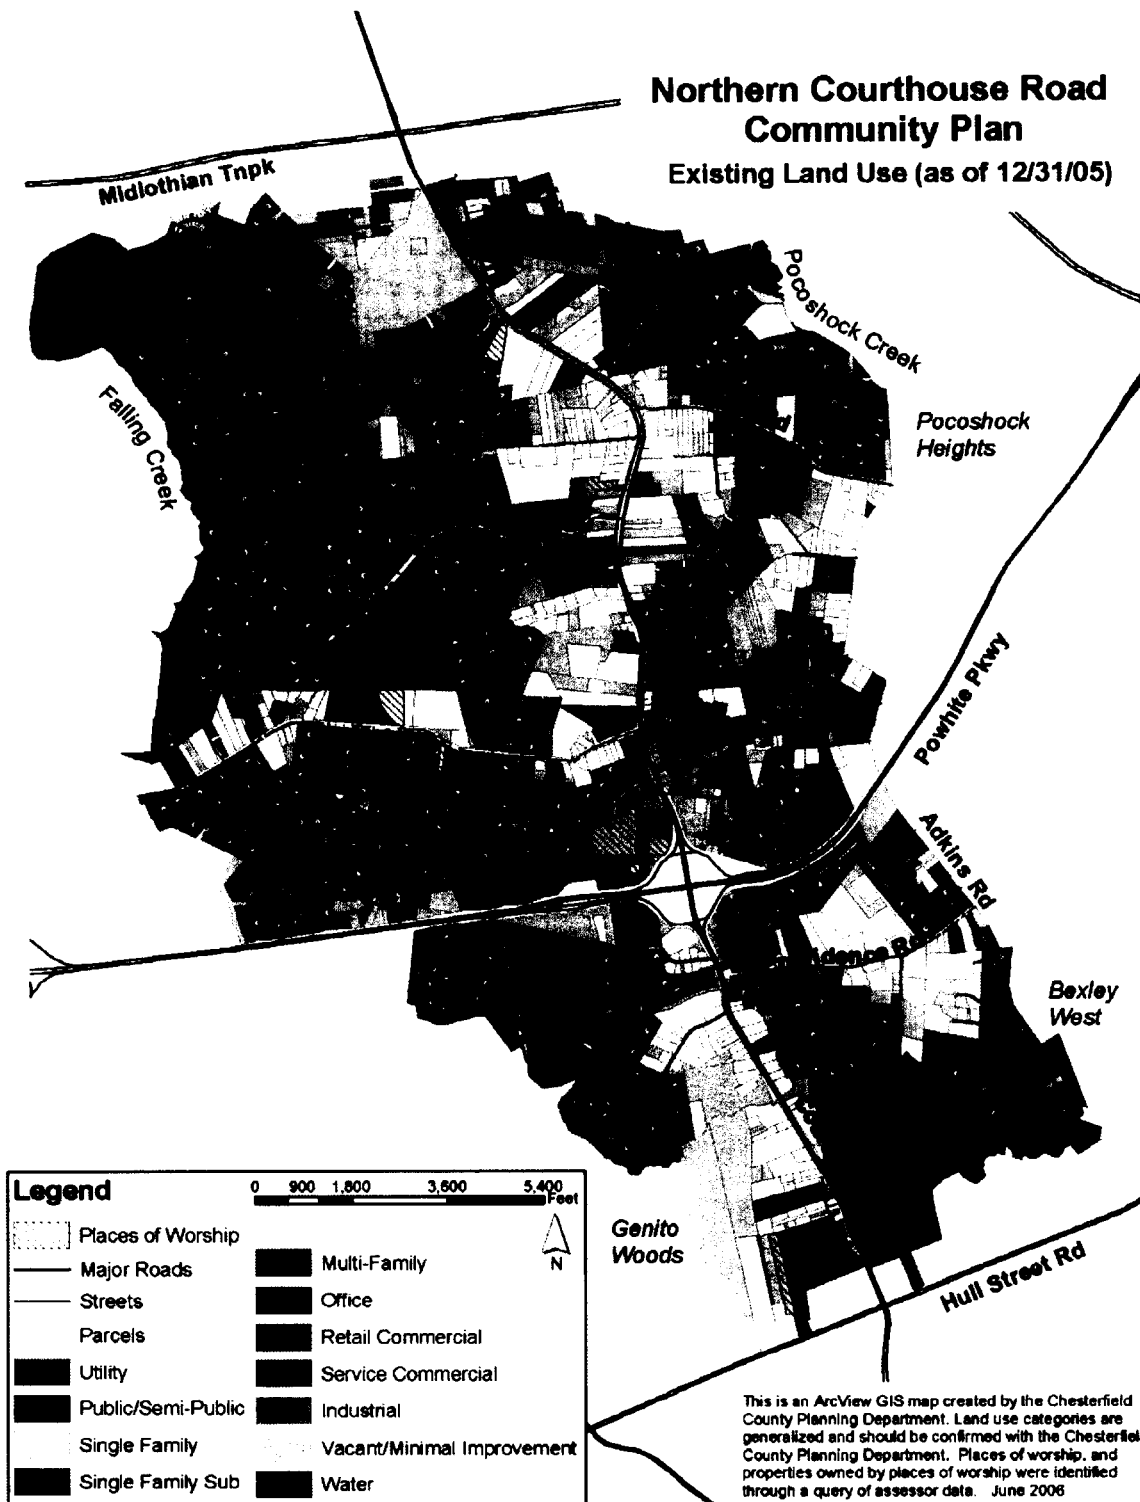 Northern Courthouse Road
Community Plan
Existing Land Use (as of 12/31/05)
Midlothian Tnpk
Pocoshock Creek
Falling Creek
Pocoshock
Heights
Powhite Pkwy
Adkins Rd
Bexley
West
Genito
Woods
Hull Street Rd
Legend
0 900 1,800 3,600 5,400
Feet
N
Places of Worship
Major Roads
Streets
Parcels
Utility
Public/Semi-Public
Single Family
Single Family Sub
Multi-Family
Office
Retail Commercial
Service Commercial
Industrial
Vacant/Minimal Improvement
Water
This is an ArcView GIS map created by the Chesterfield
County Planning Department. Land use categories are
generalized and should be confirmed with the Chesterfiel
County Planning Department. Places of worship, and
properties owned by places of worship were identified
through a query of assessor data. June 2006